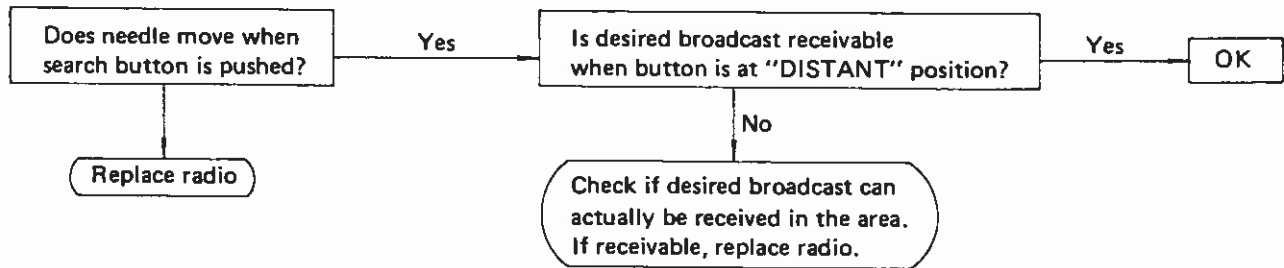 Does needle move when
search button is pushed?
Yes
Is desired broadcast receivable
when button is at "DISTANT" position?
Yes
OK
No
Replace radio
Check if desired broadcast can
actually be received in the area.
If receivable, replace radio.